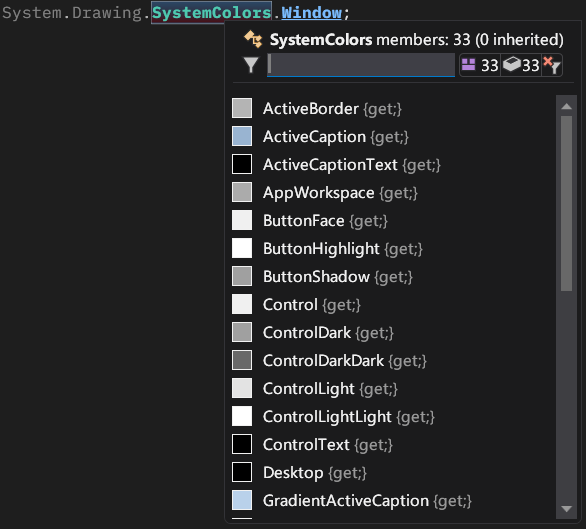 System.Drawing.SystemColors.Window;
SystemColors members: 33 (0 inherited)
33 33
ActiveBorder {get;}
ActiveCaption {get;}
ActiveCaptionText {get;}
AppWorkspace {get;}
ButtonFace {get;}
ButtonHighlight {get;}
ButtonShadow {get;}
Control {get;}
ControlDark {get;}
ControlDarkDark {get;}
ControlLight {get;}
ControlLightLight {get;}
ControlText {get;}
Desktop {get;}
GradientActiveCaption {get;}